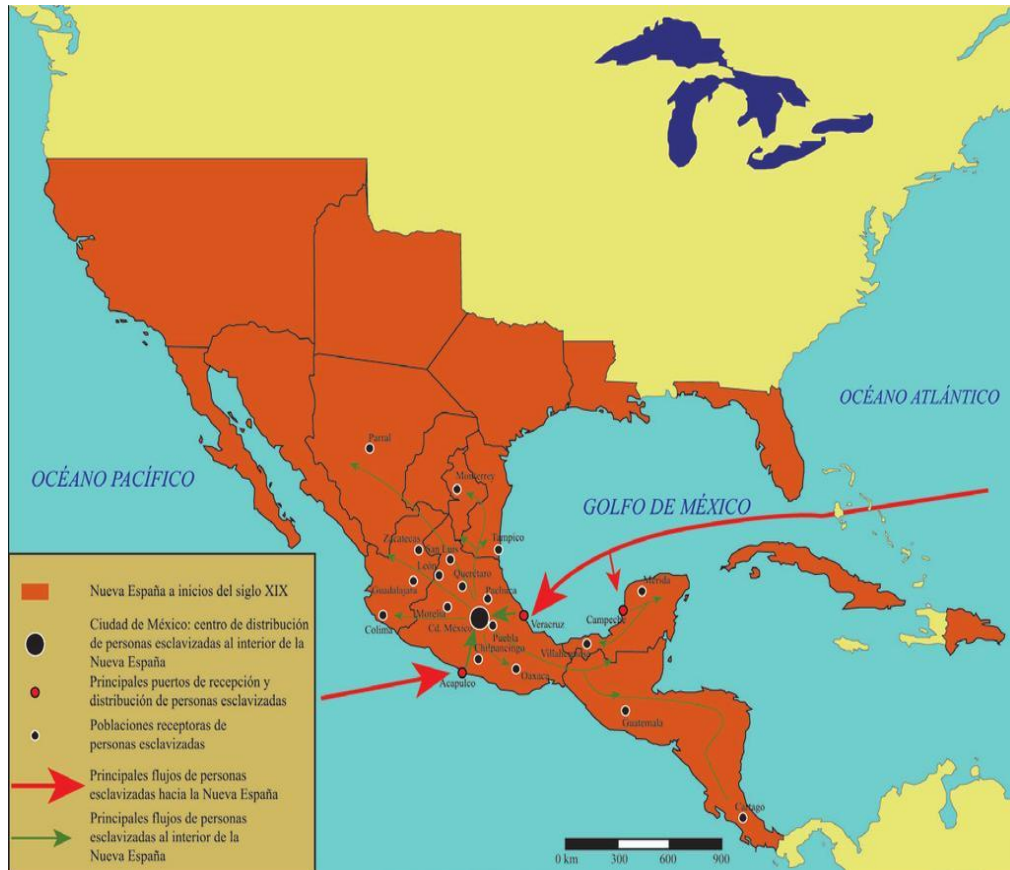 Parral
Monterrey
OCÉANO ATLÁNTICO
OCÉANO PACÍFICO
GOLFO DE MÉXICO
Zacatecas
San Luis
Tampico
León
Querétaro
Guadalajara
Pachuca
Mérida
Morelia
Colima
Cd. México
Veracruz
Campeche
Puebla
Chilpancingo
Oaxaca
Acapulco
Guatemala
Cartago
Nueva España a inicios del siglo XIX
Ciudad de México: centro de distribución
de personas esclavizadas al interior de la
Nueva España
Principales puertos de recepción y
distribución de personas esclavizadas
Poblaciones receptoras de
personas esclavizadas
Principales flujos de personas
esclavizadas hacia la Nueva España
Principales flujos de personas
esclavizadas al interior de la
Nueva España
0 km 300 600 900